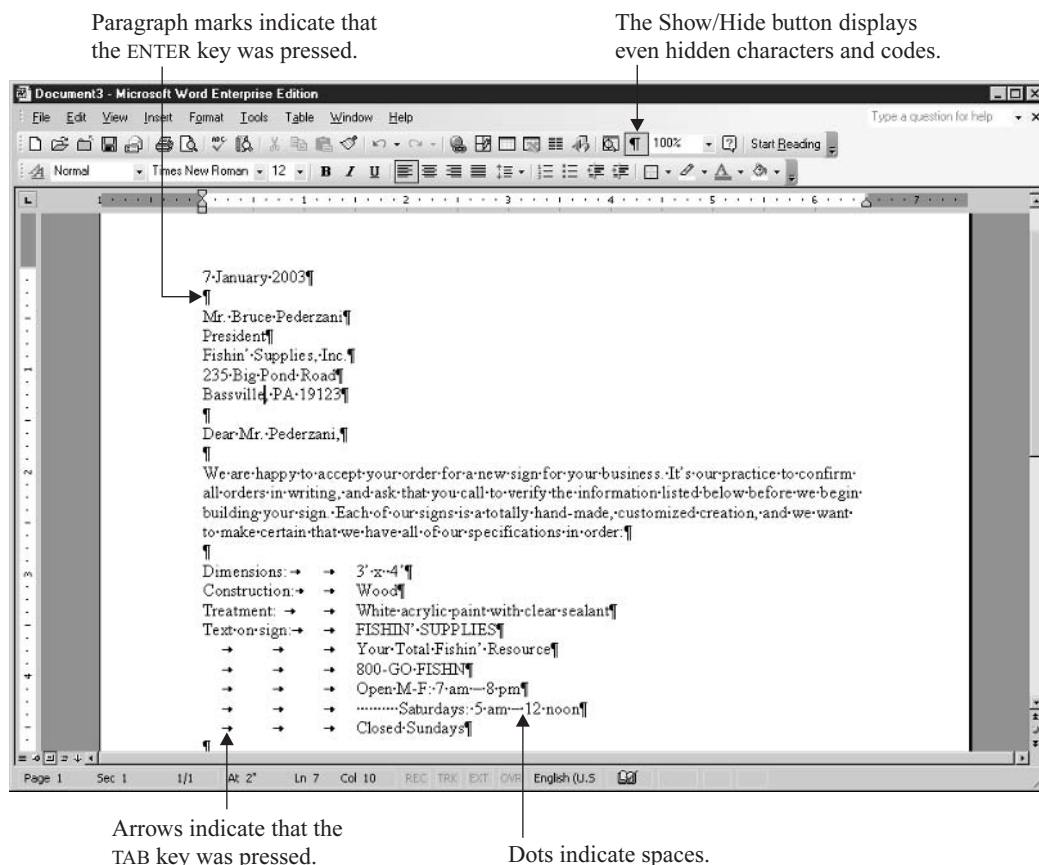 Paragraph marks indicate that
the ENTER key was pressed.
The Show/Hide button displays
even hidden characters and codes.
Document3 - Microsoft Word Enterprise Edition
File Edit View Insert Format Tools Table Window Help Type a question for help
¶ 100% Start Reading
Normal Times New Roman 12 B I U
1 1 2 3 4 5 6 7
7·January·2003¶
¶
Mr.·Bruce·Pederzani¶
President¶
Fishin'·Supplies,·Inc.¶
235·Big·Pond·Road¶
Bassville,·PA·19123¶
¶
Dear·Mr.·Pederzani,¶
¶
We·are·happy·to·accept·your·order·for·a·new·sign·for·your·business.·It's·our·practice·to·confirm·
all·orders·in·writing,·and·ask·that·you·call·to·verify·the·information·listed·below·before·we·begin·
building·your·sign.·Each·of·our·signs·is·a·totally·hand-made,·customized·creation,·and·we·want·
to·make·certain·that·we·have·all·of·our·specifications·in·order:¶
¶
Dimensions:→ → 3'·x··4'¶
Construction:→ → Wood¶
Treatment: → → White·acrylic·paint·with·clear·sealant¶
Text·on·sign:→ → FISHIN'·SUPPLIES¶
→ → → Your·Total·Fishin'·Resource¶
→ → → 800-GO-FISHN¶
→ → → Open·M-F:·7·am·–·8·pm¶
→ → → ··········Saturdays:·5·am·–·12·noon¶
→ → → Closed·Sundays¶
¶
Page 1 Sec 1 1/1 At 2" Ln 7 Col 10 REC TRK EXT OVR English (U.S
Arrows indicate that the
TAB key was pressed.
Dots indicate spaces.